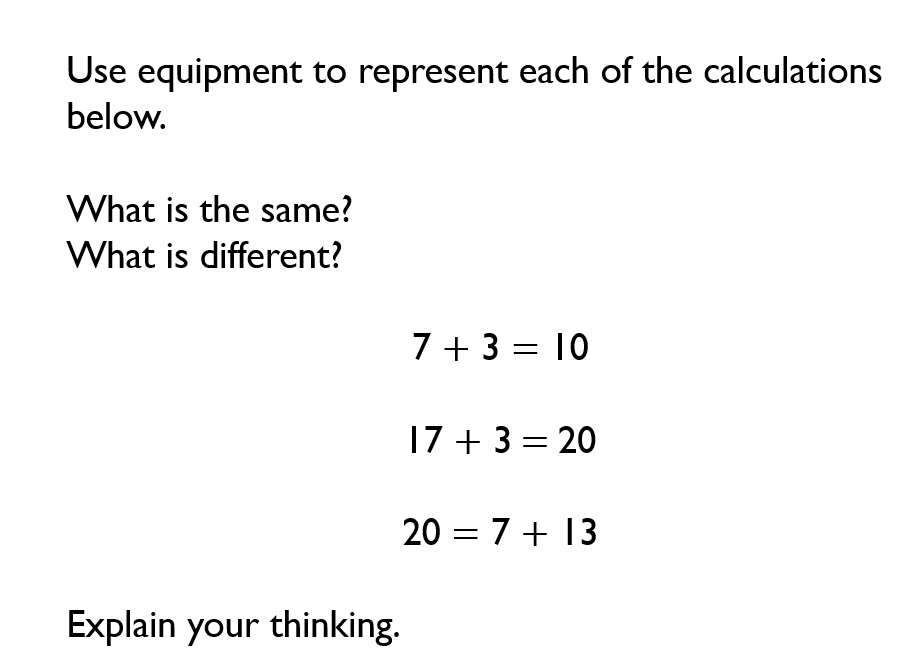 Use equipment to represent each of the calculations
below.
What is the same?
What is different?
7 + 3 = 10
17 + 3 = 20
20 = 7 + 13
Explain your thinking.